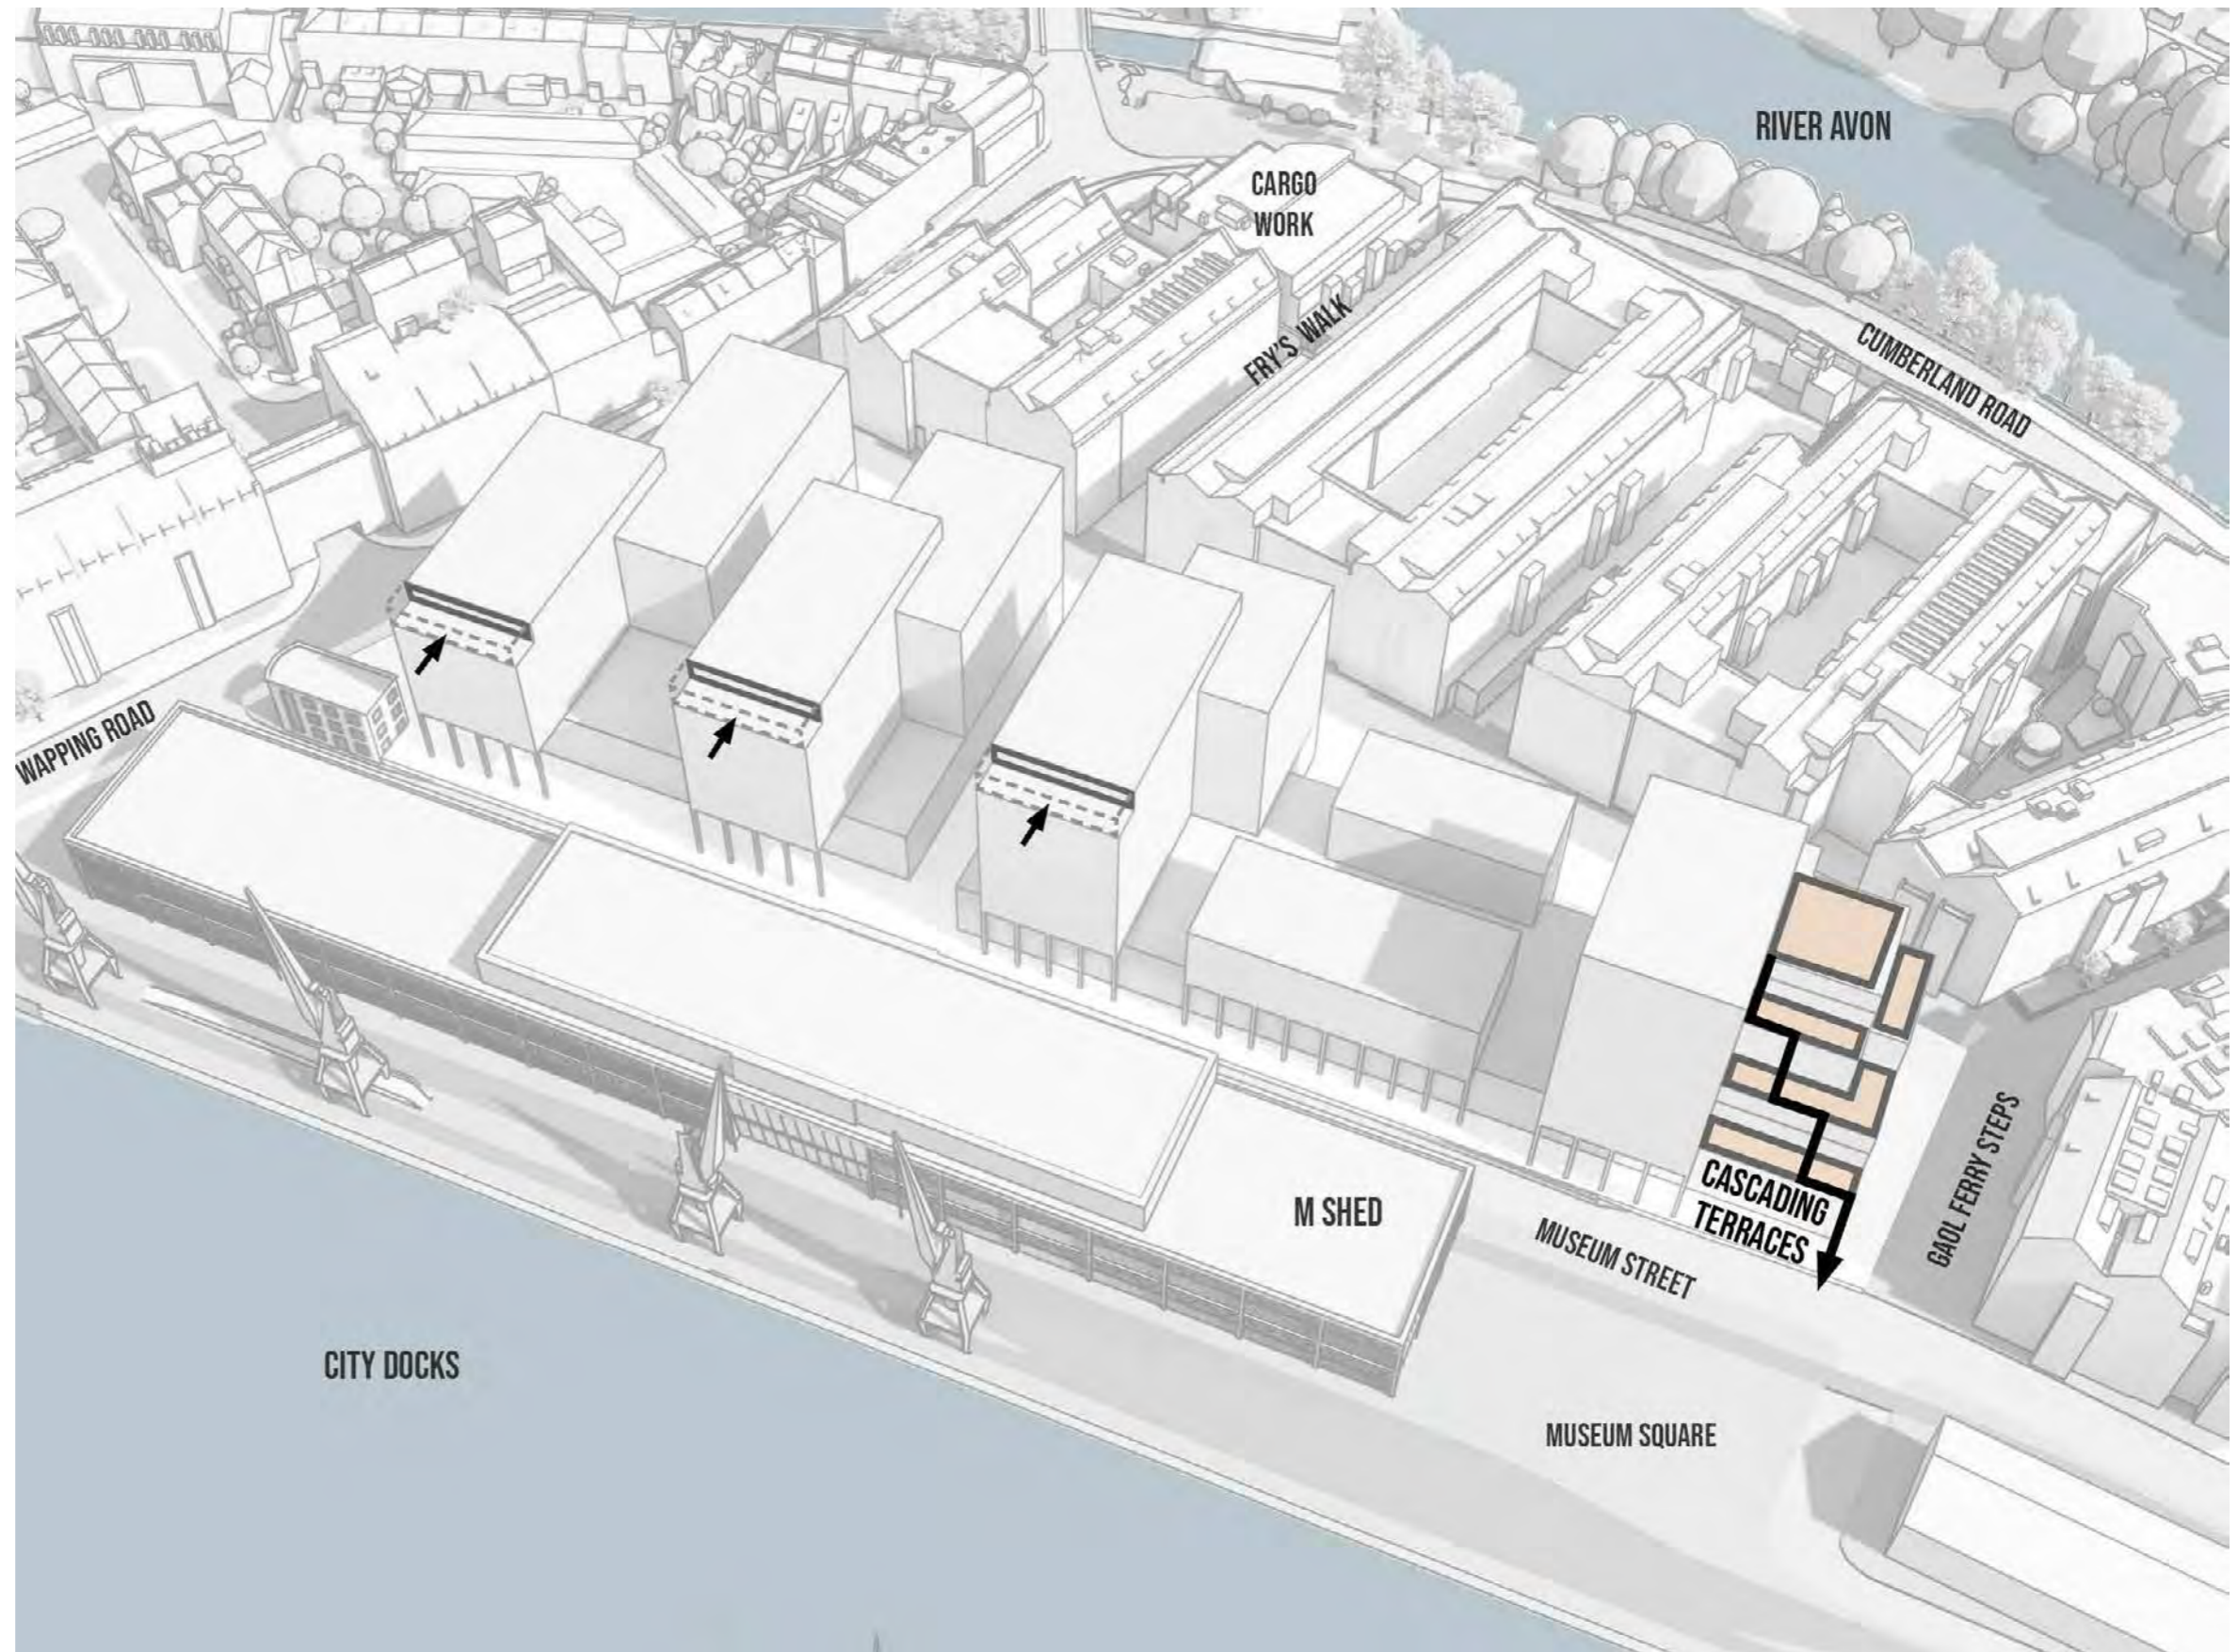 RIVER AVON
CARGO
WORK
FRY'S WALK
CUMBERLAND ROAD
WAPPING ROAD
M SHED
CASCADING
TERRACES
GAOL FERRY STEPS
MUSEUM STREET
CITY DOCKS
MUSEUM SQUARE